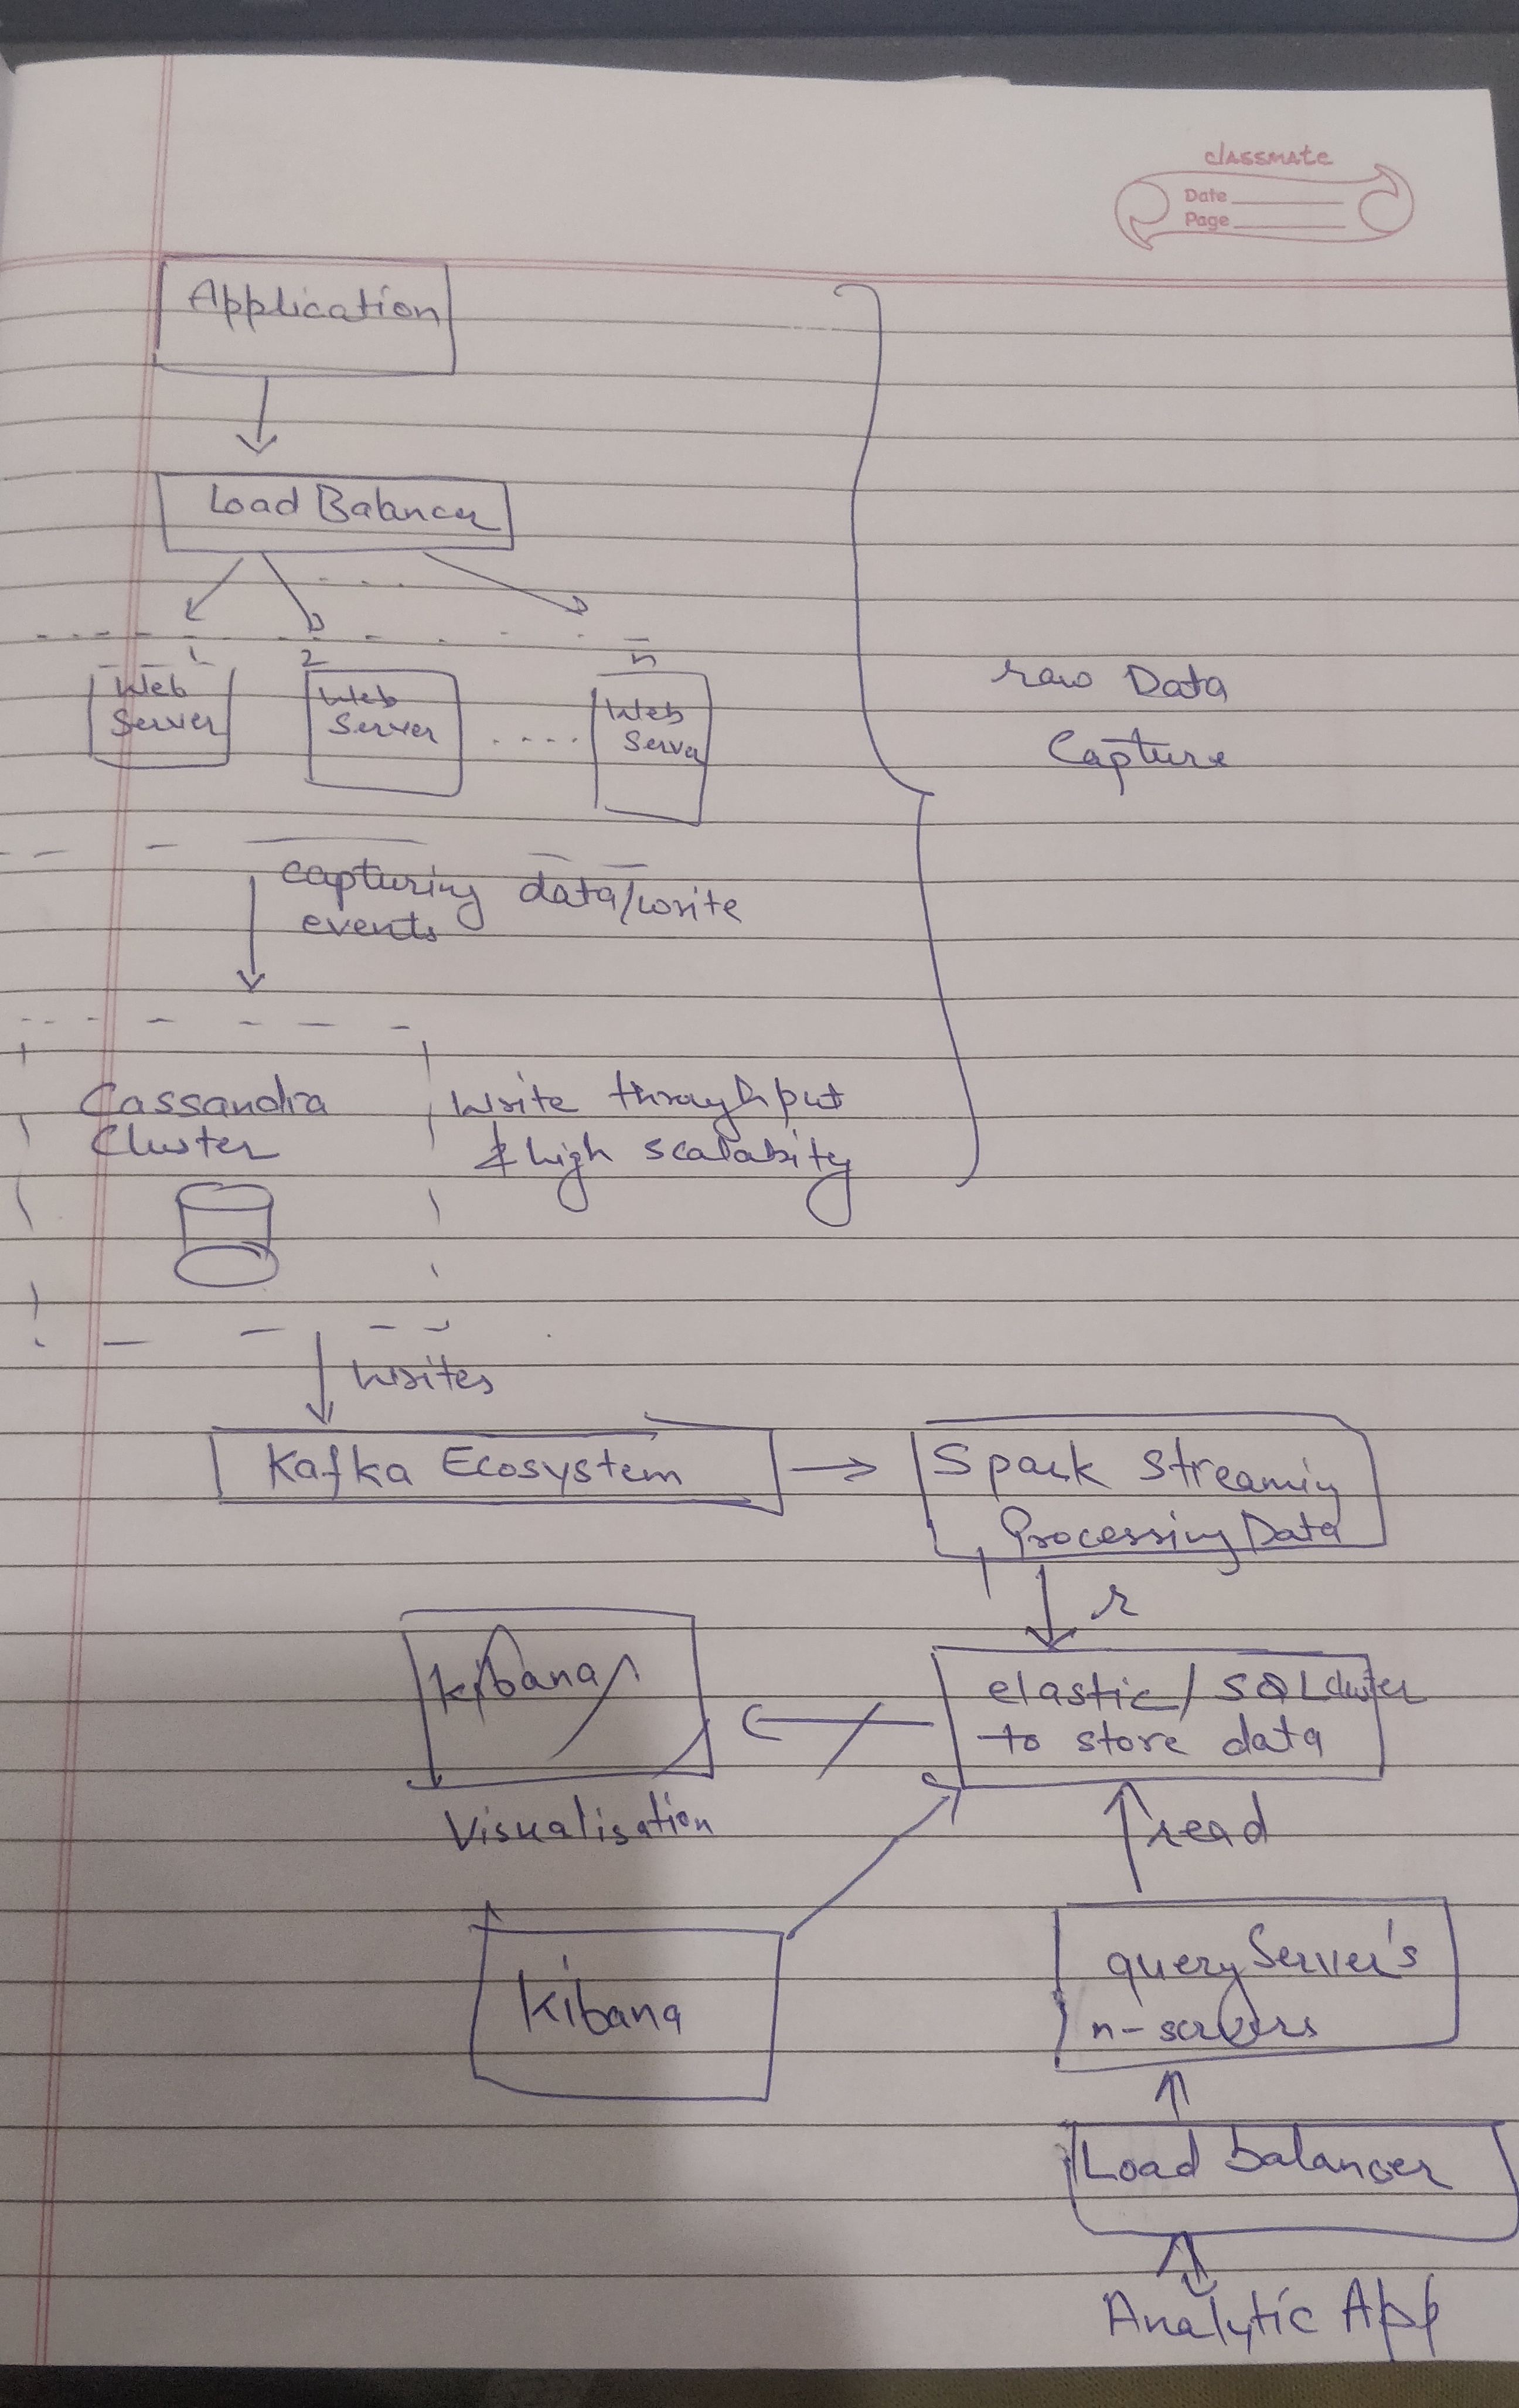 classmate
Date
Page
Application
Load Balancer
1 2 n
Web
Server
Web
Server
....
Web
Server
raw Data
Capture
capturing data/write
events
Cassandra
Cluster
Write throughput
& high scalabity
writes
Kafka Ecosystem
Spark Streaming
Processing Data
r
Kibana
elastic/SQL cluster
to store data
Visualisation
read
Kibana
query Server's
n-servers
Load balancer
Analytic App